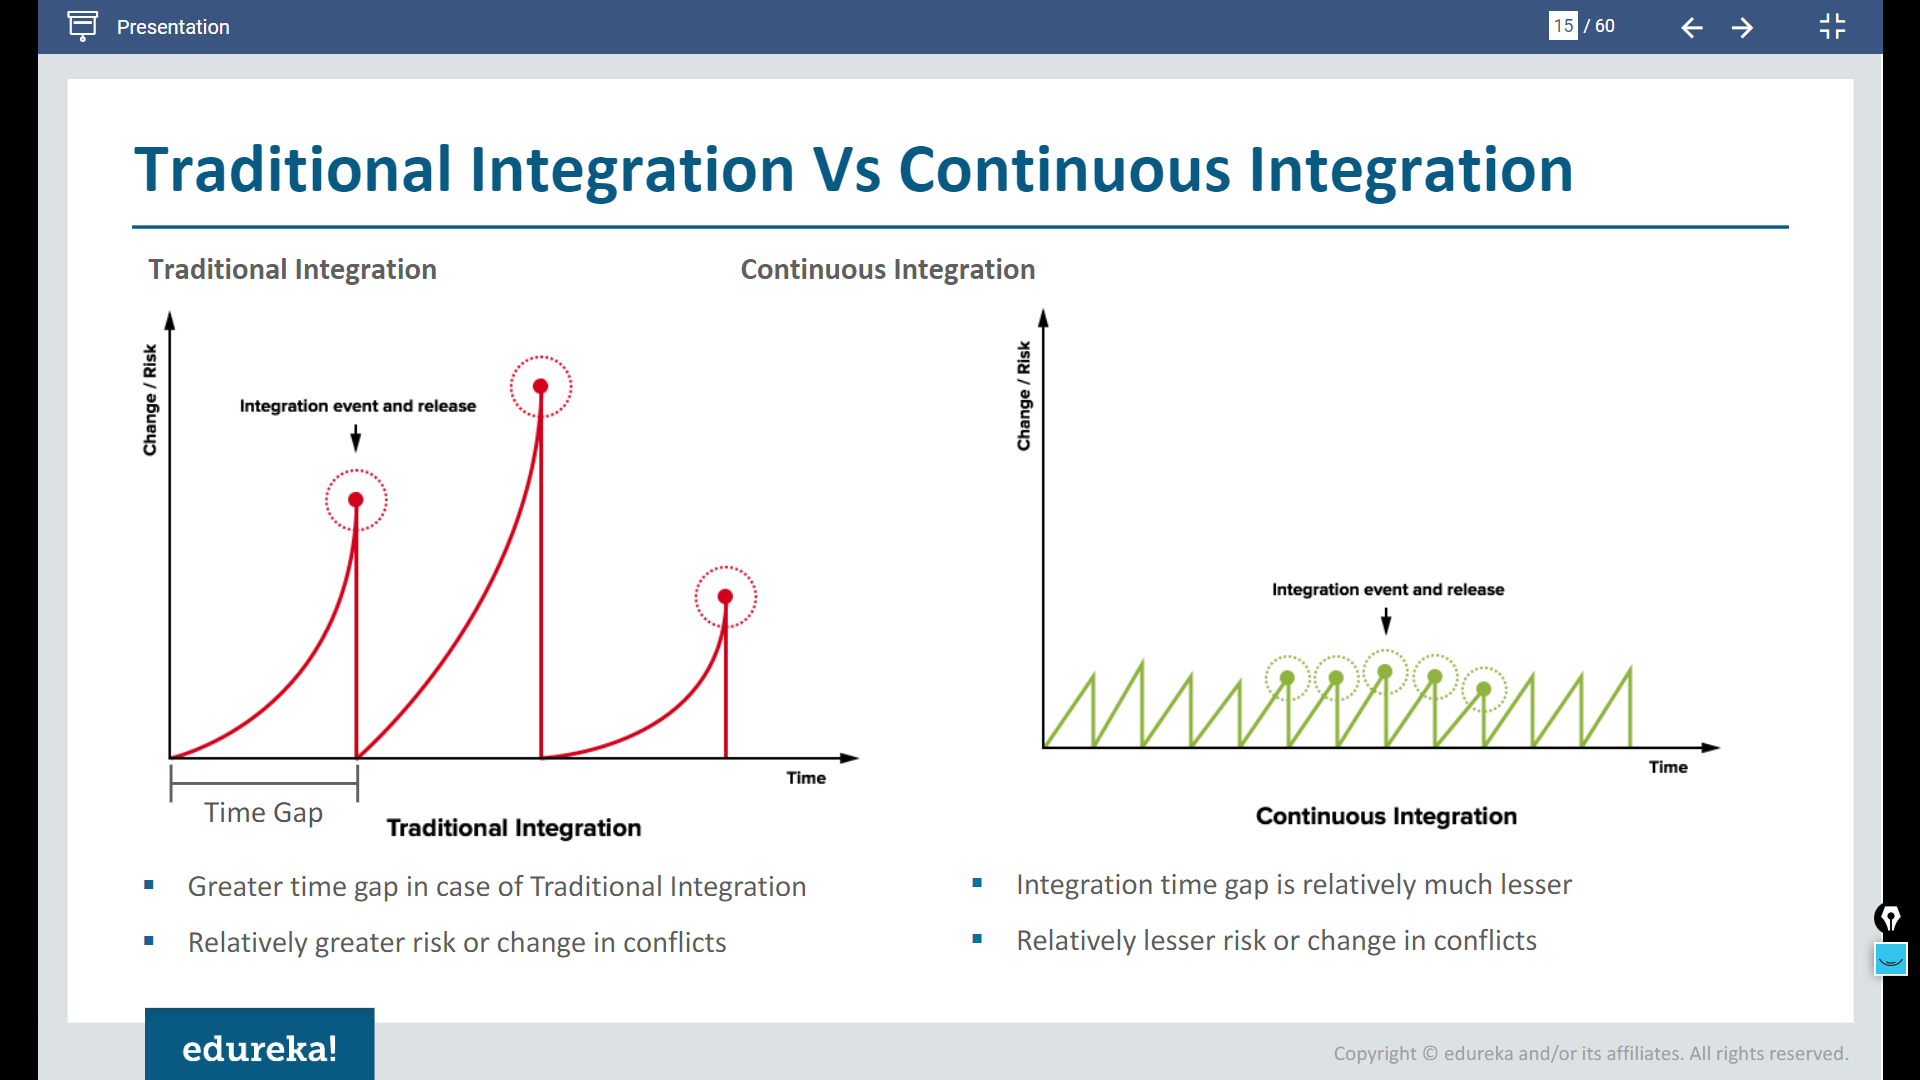 Presentation
15 / 60
Traditional Integration Vs Continuous Integration
Traditional Integration
Change / Risk
Integration event and release
Time
Time Gap
Traditional Integration
Greater time gap in case of Traditional Integration
Relatively greater risk or change in conflicts
Continuous Integration
Change / Risk
Integration event and release
Time
Continuous Integration
Integration time gap is relatively much lesser
Relatively lesser risk or change in conflicts
edureka!
Copyright © edureka and/or its affiliates. All rights reserved.